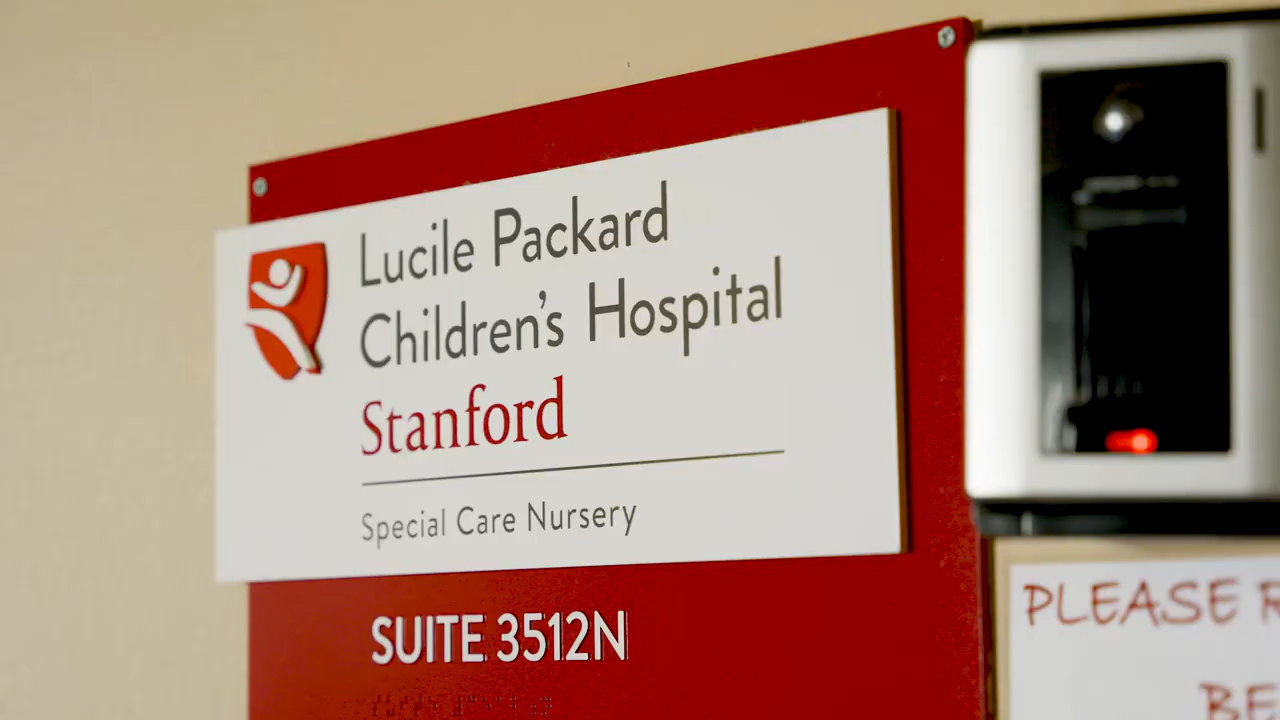 Lucile Packard
Children's Hospital
Stanford
Special Care Nursery
SUITE 3512N
PLEASE